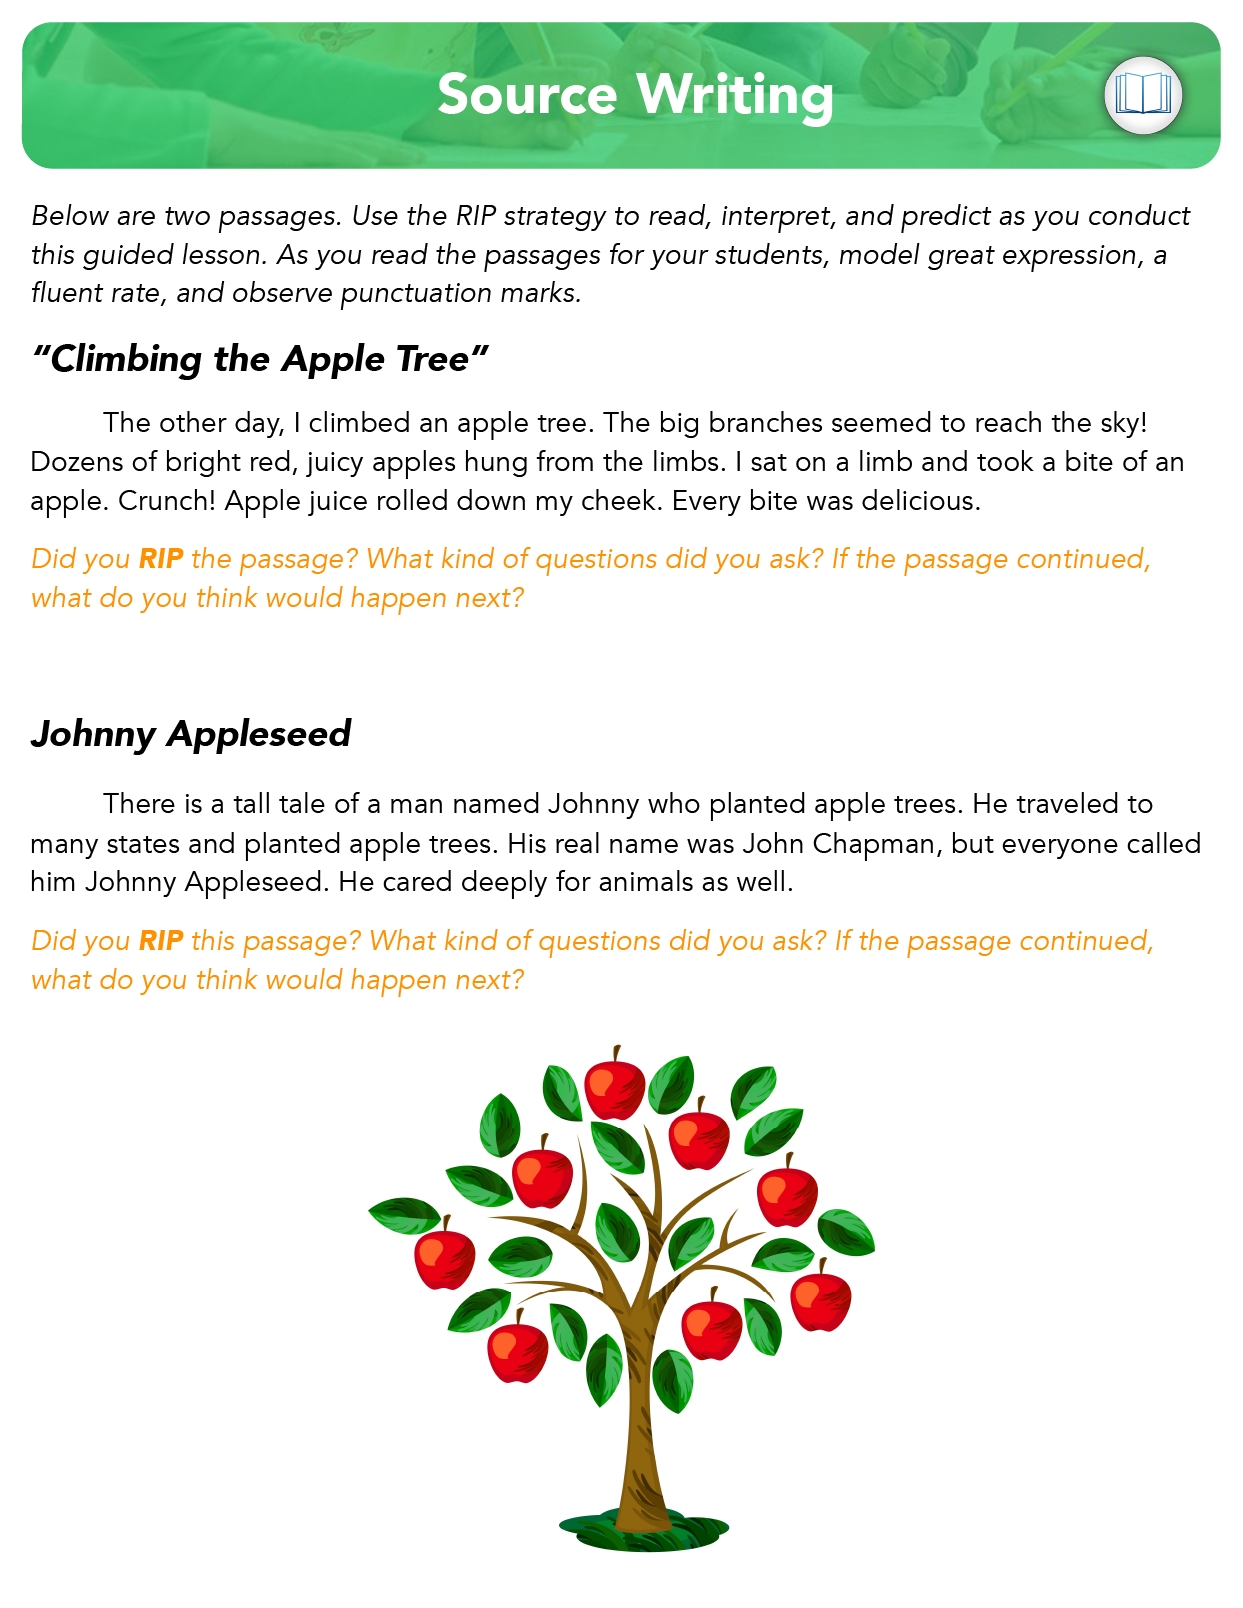 Source Writing
Below are two passages. Use the RIP strategy to read, interpret, and predict as you conduct
this guided lesson. As you read the passages for your students, model great expression, a
fluent rate, and observe punctuation marks.
“Climbing the Apple Tree”
The other day, I climbed an apple tree. The big branches seemed to reach the sky!
Dozens of bright red, juicy apples hung from the limbs. I sat on a limb and took a bite of an
apple. Crunch! Apple juice rolled down my cheek. Every bite was delicious.
Did you RIP the passage? What kind of questions did you ask? If the passage continued,
what do you think would happen next?
Johnny Appleseed
There is a tall tale of a man named Johnny who planted apple trees. He traveled to
many states and planted apple trees. His real name was John Chapman, but everyone called
him Johnny Appleseed. He cared deeply for animals as well.
Did you RIP this passage? What kind of questions did you ask? If the passage continued,
what do you think would happen next?